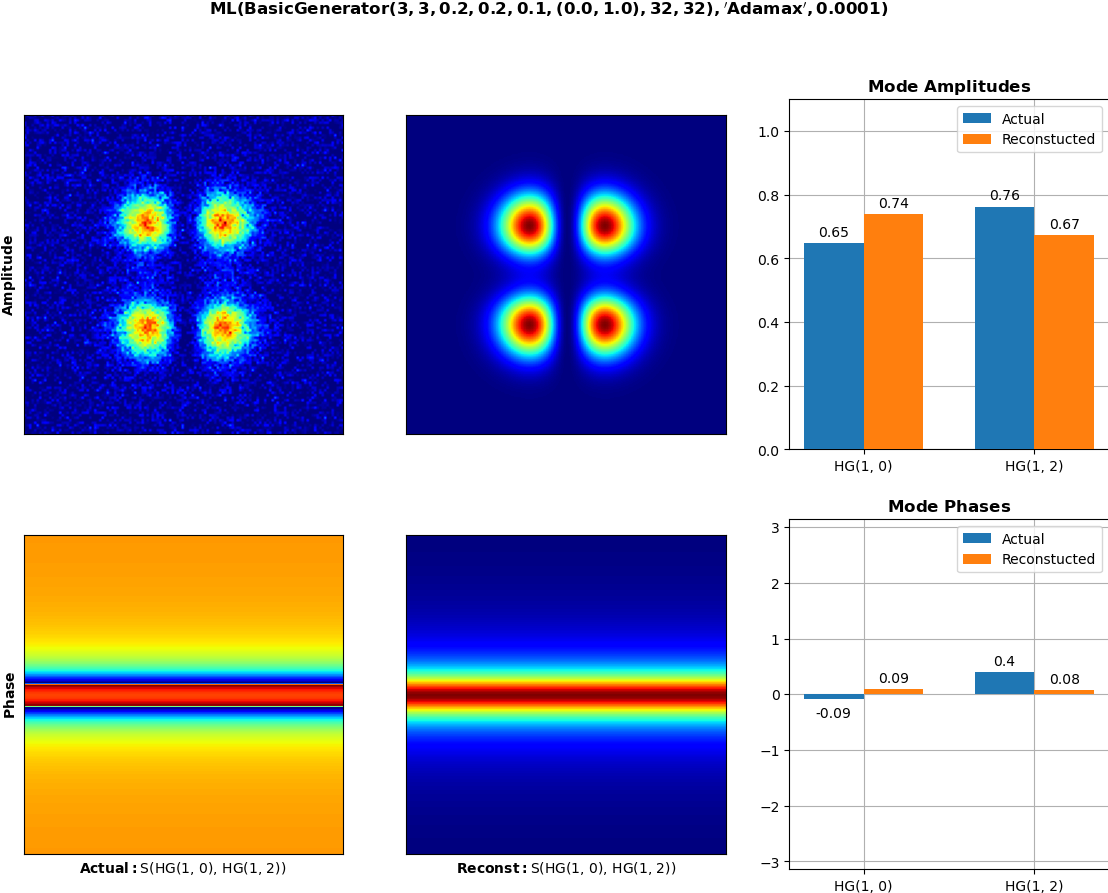 ML(BasicGenerator(3, 3, 0.2, 0.2, 0.1, (0.0, 1.0), 32, 32), 'Adamax', 0.0001)
Amplitude
Mode Amplitudes
Actual
Reconstucted
1.0
0.8
0.6
0.4
0.2
0.0
0.65
0.74
0.76
0.67
HG(1, 0)
HG(1, 2)
Phase
Actual: S(HG(1, 0), HG(1, 2))
Reconst: S(HG(1, 0), HG(1, 2))
Mode Phases
Actual
Reconstucted
3
2
1
0
−1
−2
−3
-0.09
0.09
0.4
0.08
HG(1, 0)
HG(1, 2)